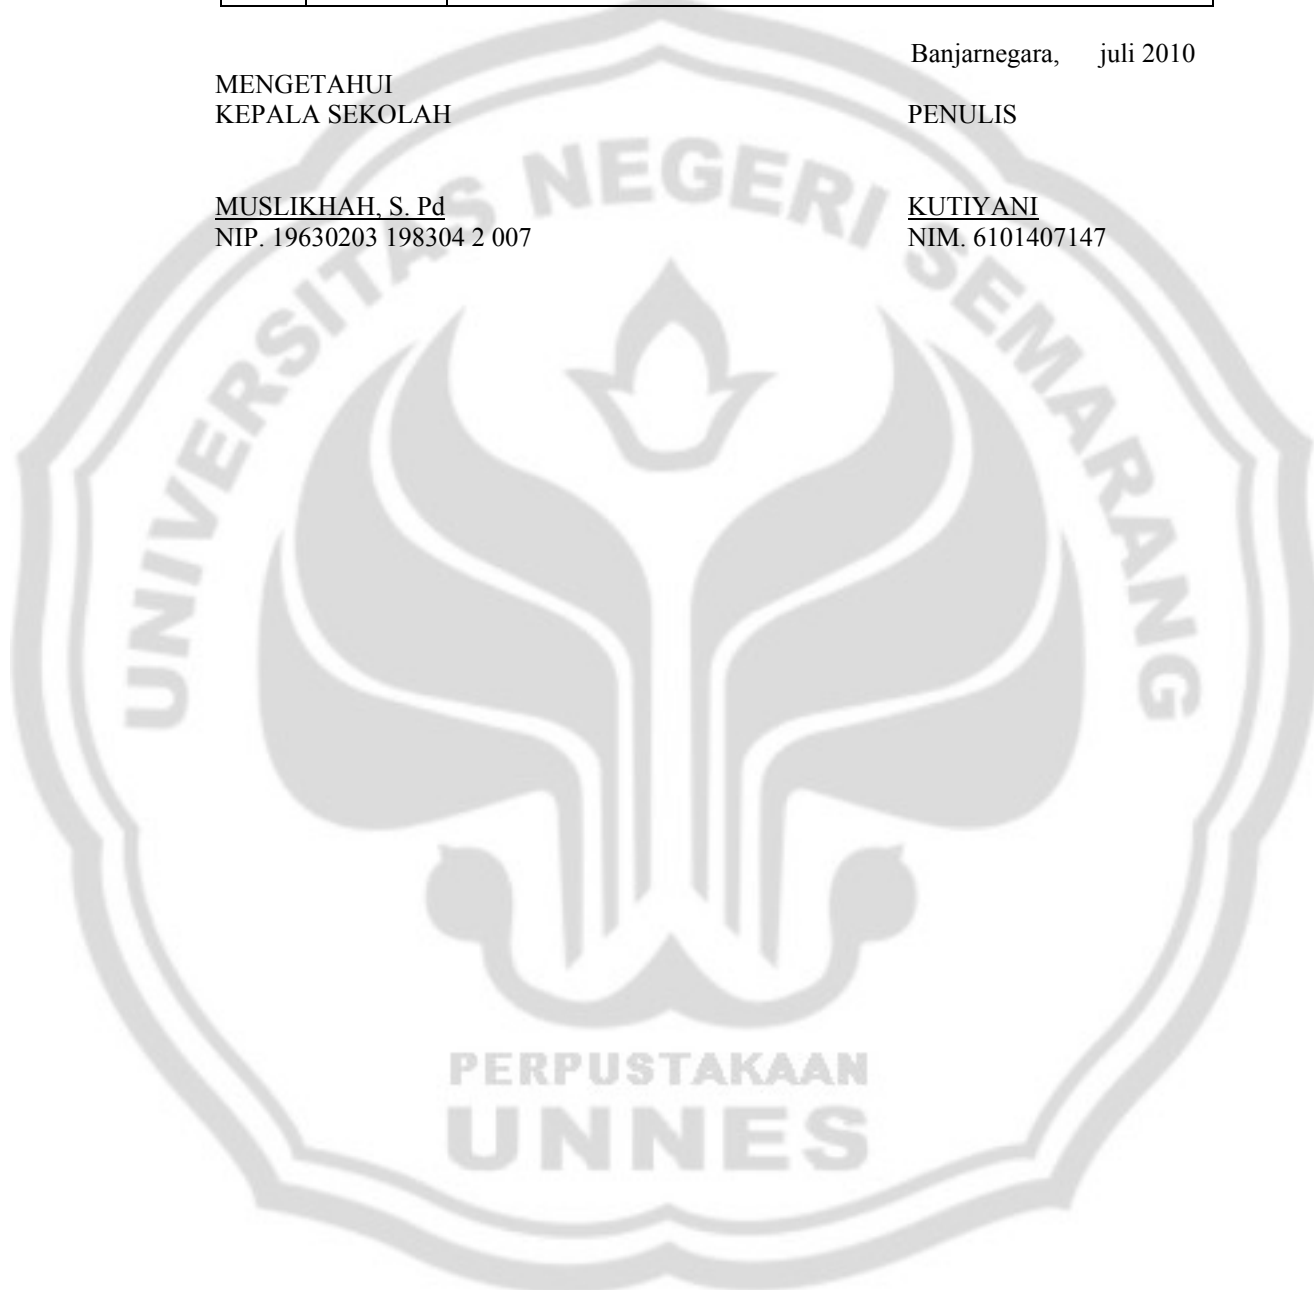 Banjarnegara, juli 2010
MENGETAHUI
KEPALA SEKOLAH PENULIS
MUSLIKHAH, S. Pd KUTIYANI
NIP. 19630203 198304 2 007 NIM. 6101407147
UNIVERSITAS NEGERI SEMARANG
PERPUSTAKAAN
UNNES